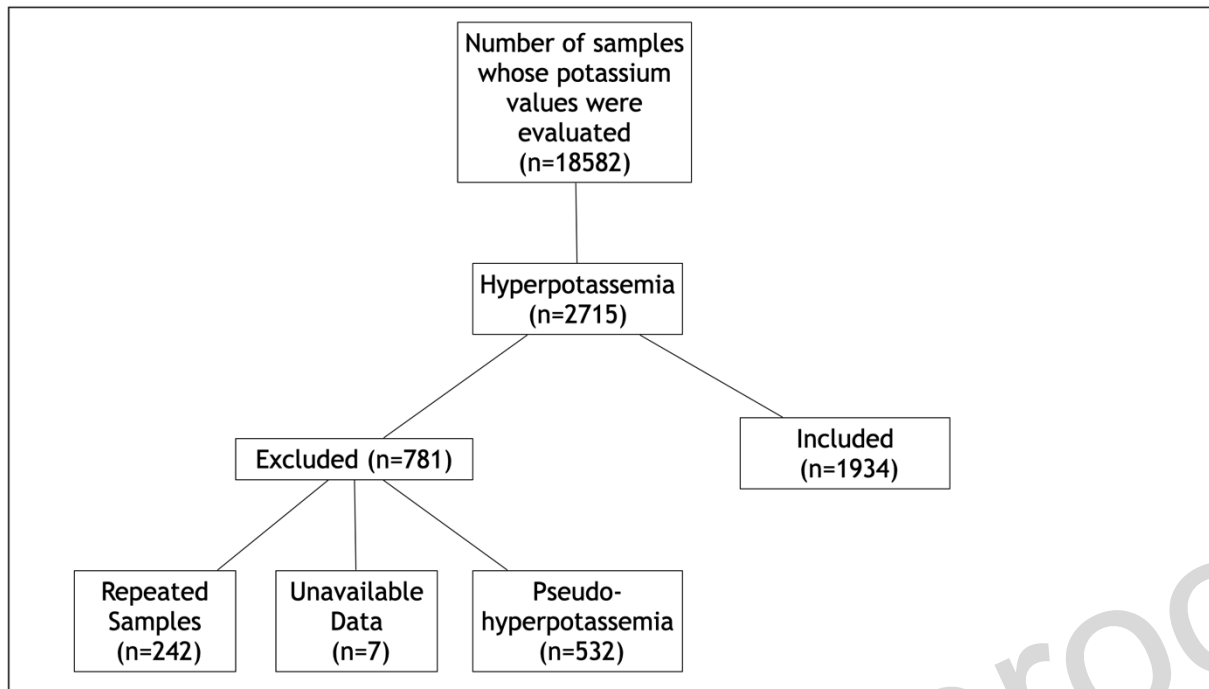 Number of samples
whose potassium
values were
evaluated
(n=18582)
Hyperpotassemia
(n=2715)
Excluded (n=781)
Included
(n=1934)
Repeated
Samples
(n=242)
Unavailable
Data
(n=7)
Pseudo-
hyperpotassemia
(n=532)